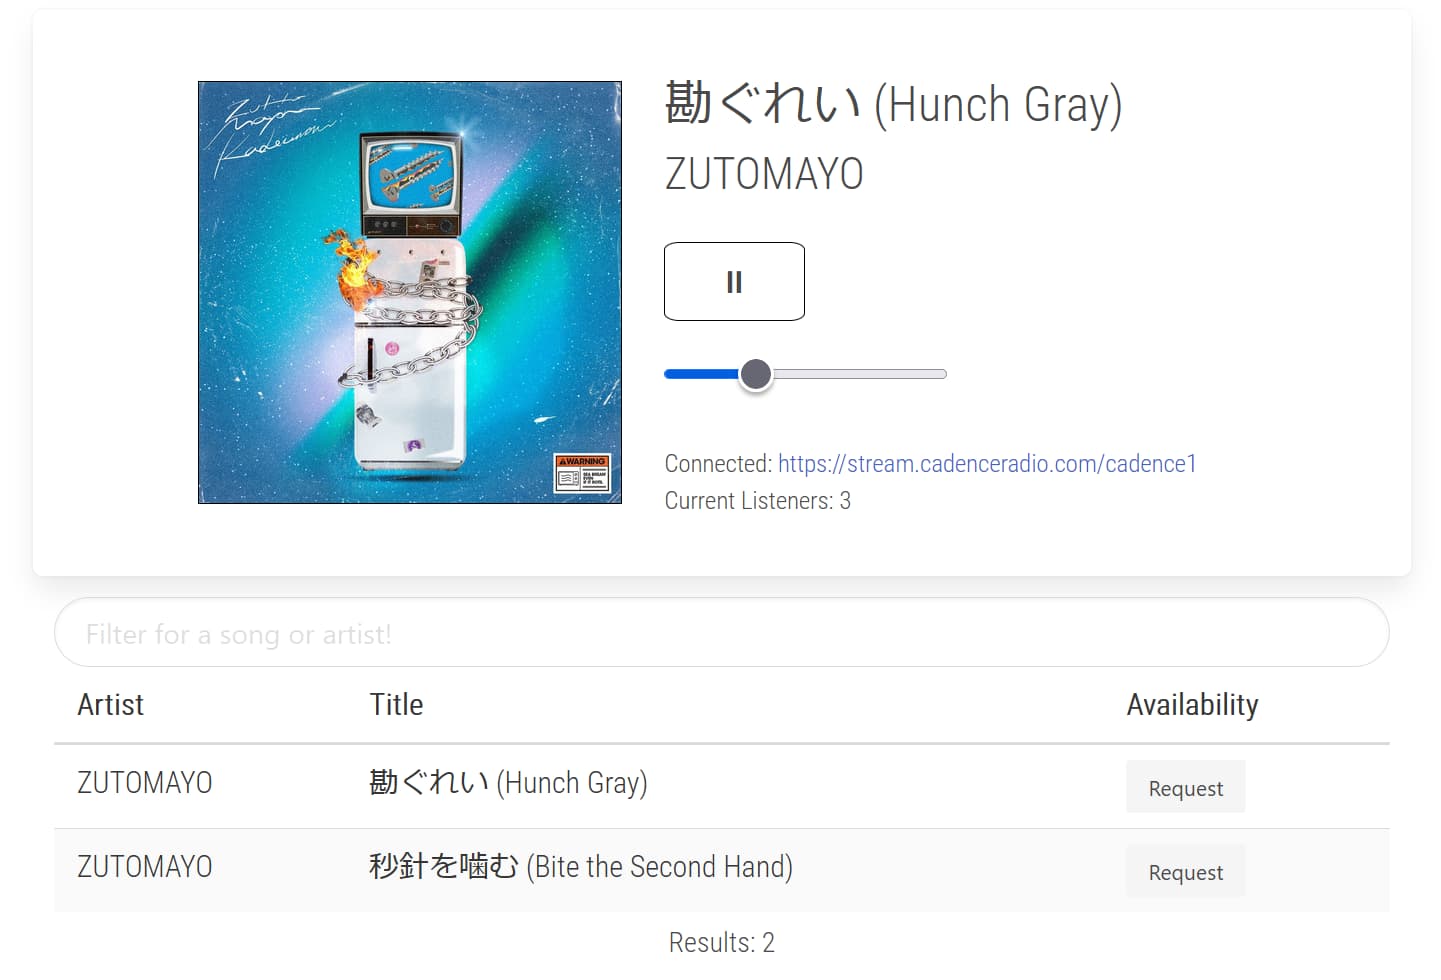 勘ぐれい (Hunch Gray)
ZUTOMAYO
WARNING
Connected: https://stream.cadenceradio.com/cadence1
Current Listeners: 3
Filter for a song or artist!
Artist Title Availability
ZUTOMAYO 勘ぐれい (Hunch Gray) Request
ZUTOMAYO 秒針を噛む (Bite the Second Hand) Request
Results: 2